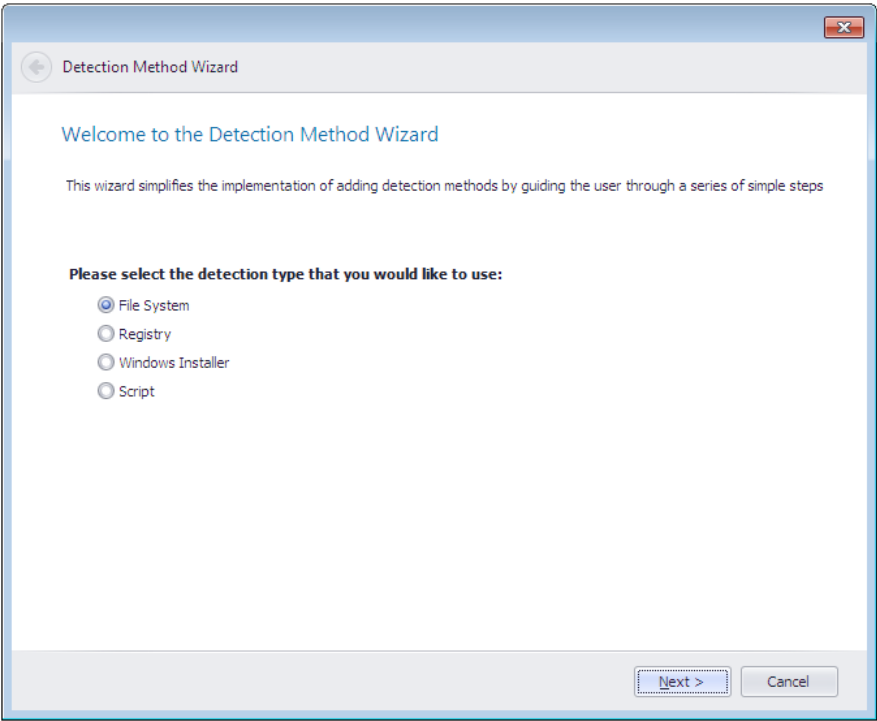 Detection Method Wizard
Welcome to the Detection Method Wizard
This wizard simplifies the implementation of adding detection methods by guiding the user through a series of simple steps
Please select the detection type that you would like to use:
File System
Registry
Windows Installer
Script
Next >
Cancel